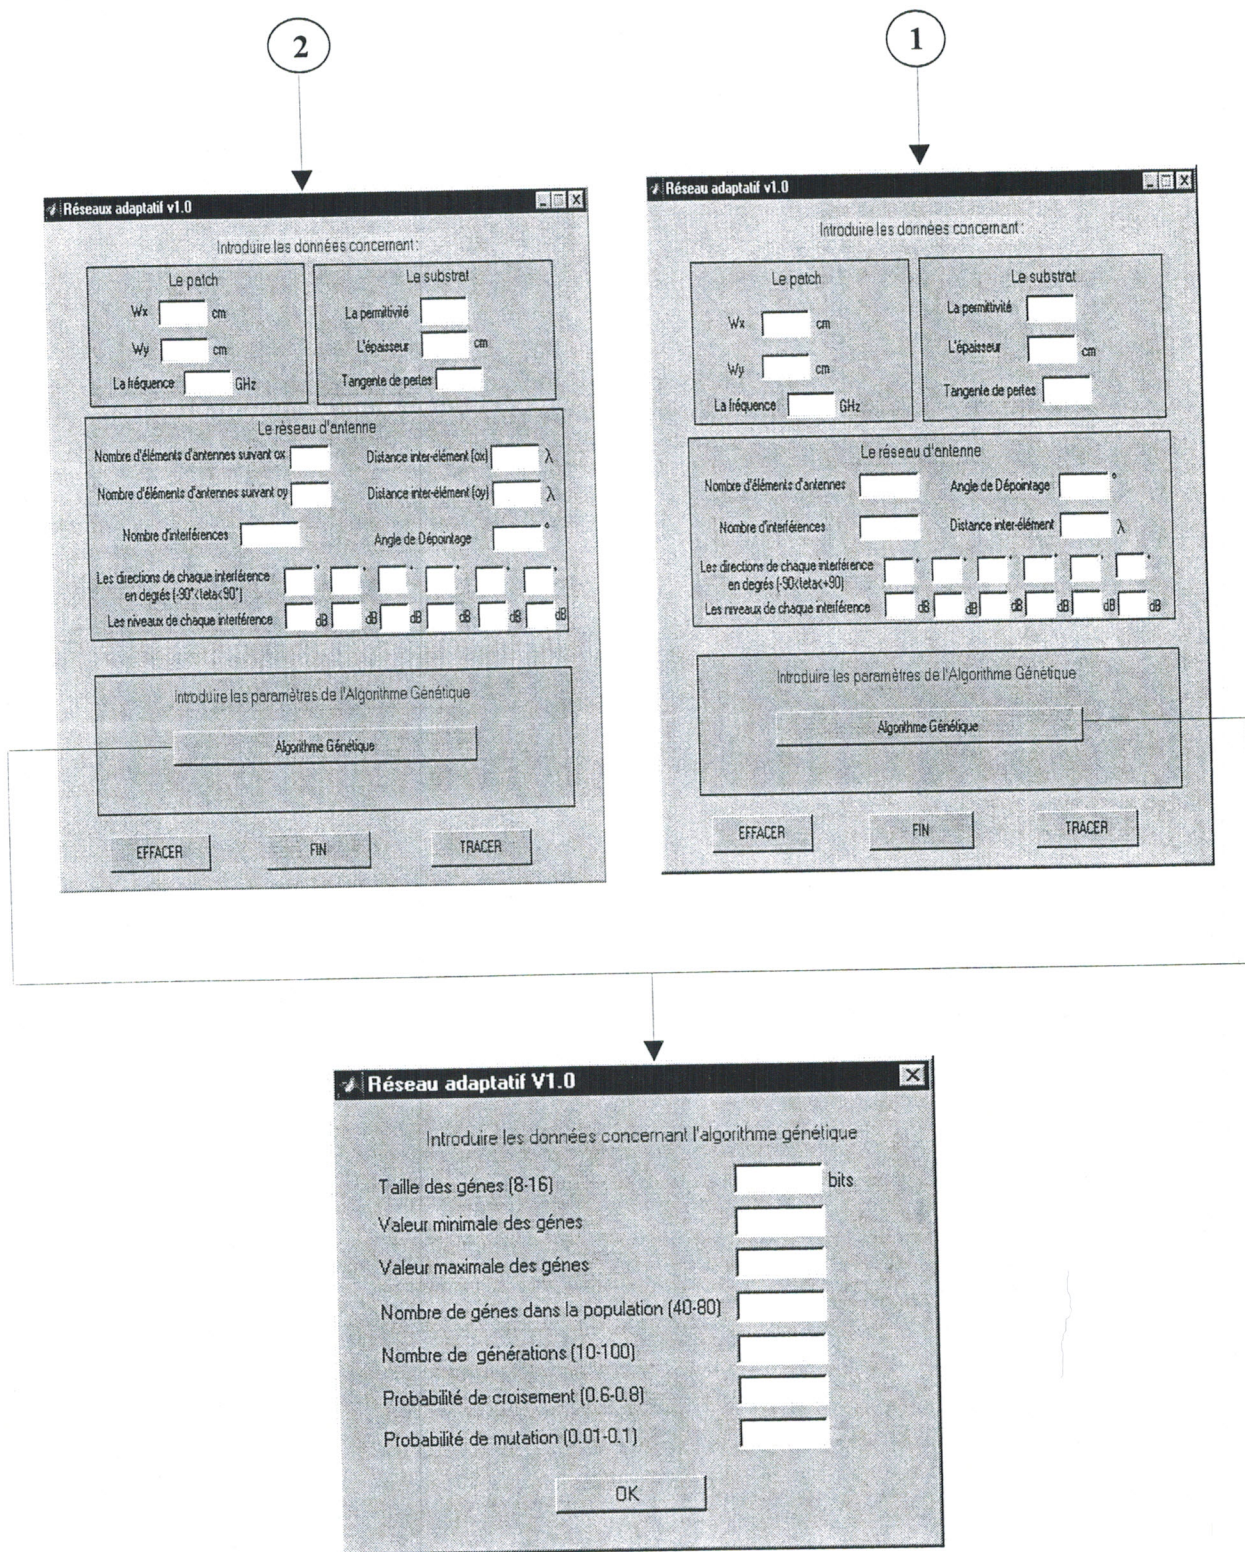 2
1
Réseaux adaptatif v1.0
Introduire les données concernant :
Le patch
Wx cm
Wy cm
La fréquence GHz
Le substrat
La permittivité
L'épaisseur cm
Tangente de pertes
Le réseau d'antenne
Nombre d'éléments d'antennes suivant ox
Distance inter-élément (ox) λ
Nombre d'éléments d'antennes suivant oy
Distance inter-élément (oy) λ
Nombre d'interférences
Angle de Dépointage °
Les directions de chaque interférence ° ° ° ° ° °
en degrés (-90°<teta<90°)
Les niveaux de chaque interférence dB dB dB dB dB dB
Introduire les paramètres de l'Algorithme Génétique
Algorithme Génétique
EFFACER FIN TRACER
Réseau adaptatif v1.0
Introduire les données concernant :
Le patch
Wx cm
Wy cm
La fréquence GHz
Le substrat
La permittivité
L'épaisseur cm
Tangente de pertes
Le réseau d'antenne
Nombre d'éléments d'antennes
Angle de Dépointage °
Nombre d'interférences
Distance inter-élément λ
Les directions de chaque interférence ° ° ° ° ° °
en degrés (-90<teta<+90)
Les niveaux de chaque interférence dB dB dB dB dB dB
Introduire les paramètres de l'Algorithme Génétique
Algorithme Génétique
EFFACER FIN TRACER
Réseau adaptatif V1.0
Introduire les données concernant l'algorithme génétique
Taille des génes (8-16) bits
Valeur minimale des génes
Valeur maximale des génes
Nombre de génes dans la population (40-80)
Nombre de générations (10-100)
Probabilité de croisement (0.6-0.8)
Probabilité de mutation (0.01-0.1)
OK